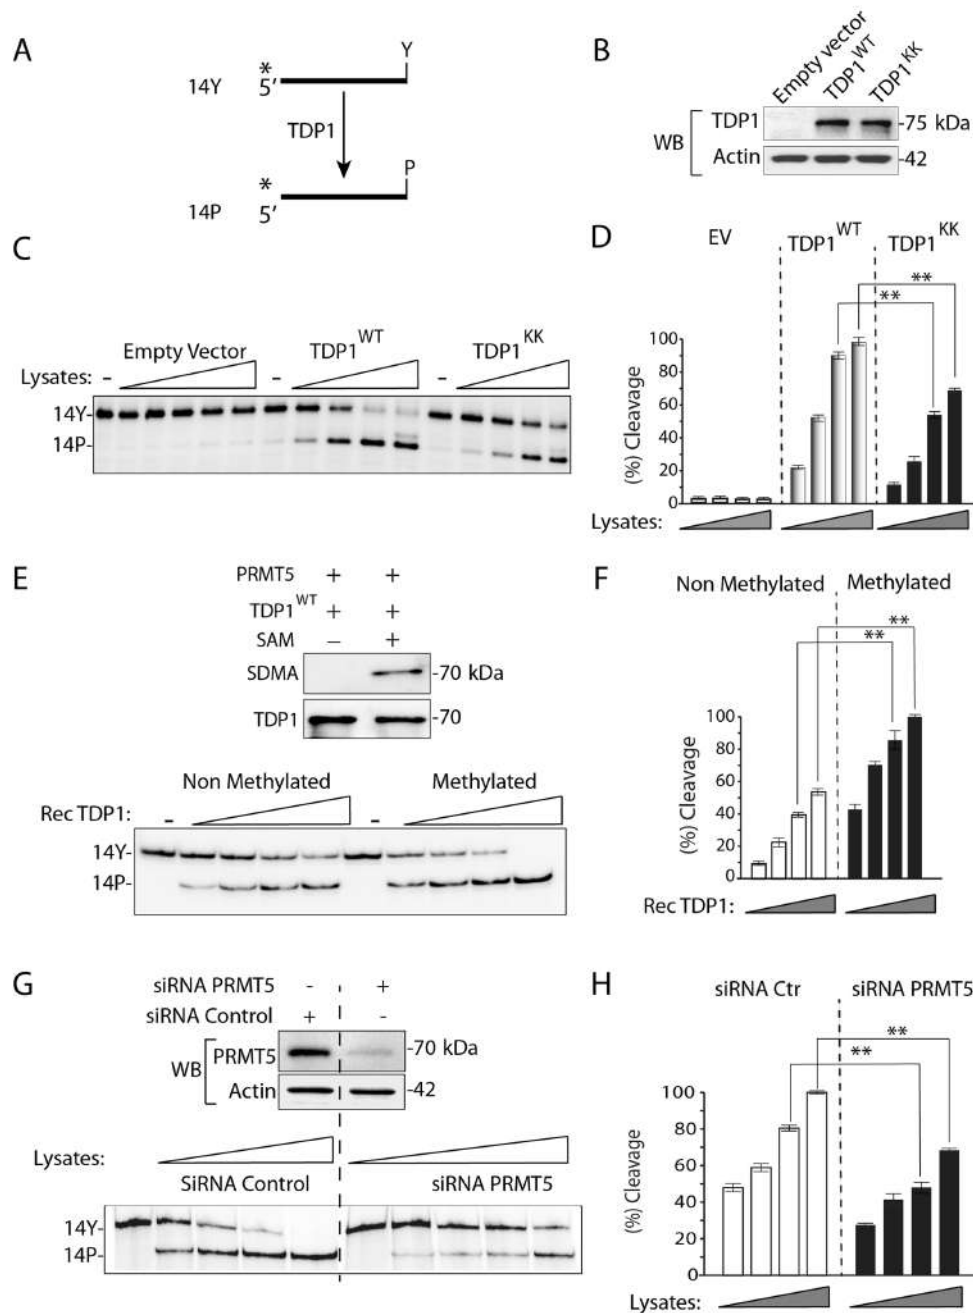 A
Y
*
14Y
5'
TDP1
P
*
14P
5'
B
Empty vector
TDP1WT
TDP1KK
WB
TDP1
-75 kDa
Actin
-42
C
Empty Vector
TDP1WT
TDP1KK
Lysates:
-
-
-
14Y-
14P-
D
EV
TDP1WT
TDP1KK
**
**
100
80
60
40
20
0
(%) Cleavage
Lysates:
E
PRMT5 + +
TDP1WT + +
SAM – +
SDMA
-70 kDa
TDP1
-70
Non Methylated
Methylated
Rec TDP1:
-
-
14Y-
14P-
F
Non Methylated
Methylated
**
**
100
80
60
40
20
0
(%) Cleavage
Rec TDP1:
G
siRNA PRMT5 - +
siRNA Control + -
WB
PRMT5
-70 kDa
Actin
-42
Lysates:
SiRNA Control
siRNA PRMT5
14Y-
14P-
H
siRNA Ctr
siRNA PRMT5
**
**
100
80
60
40
20
0
(%) Cleavage
Lysates: